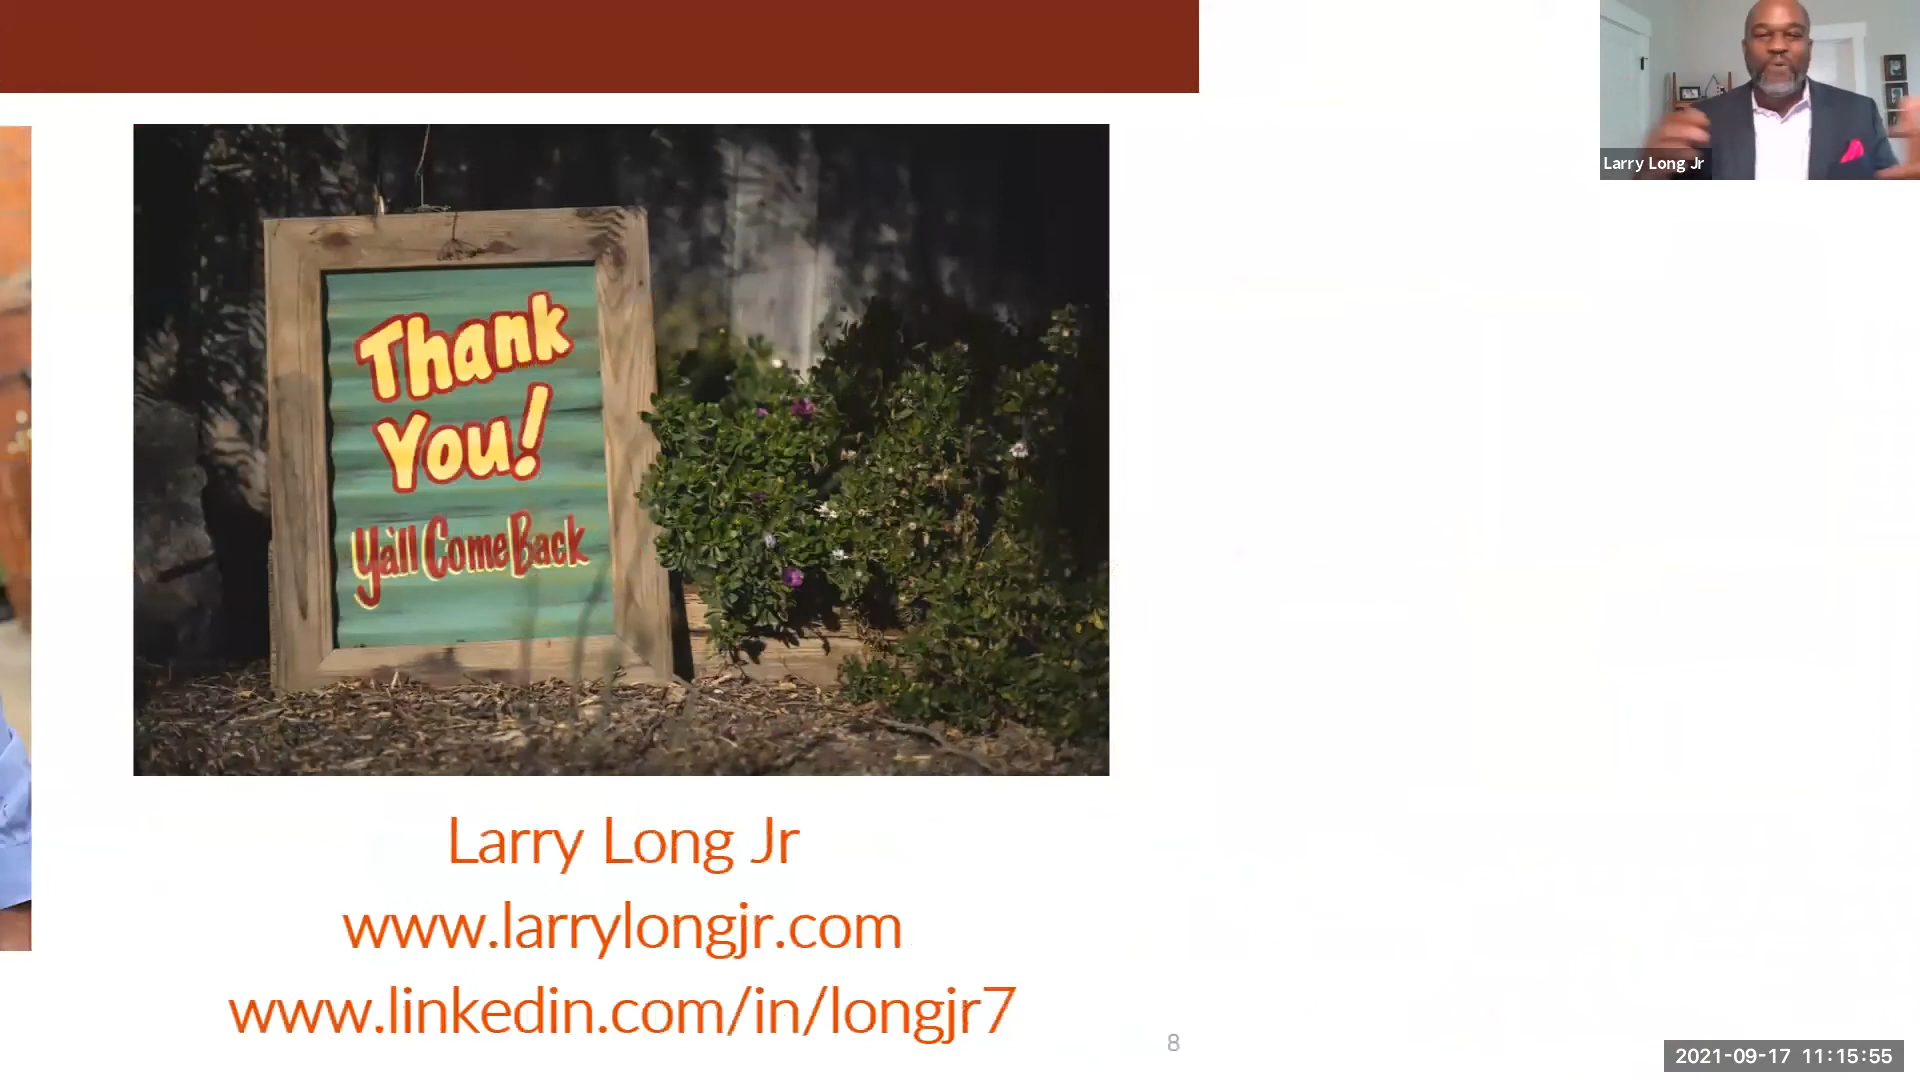 Larry Long Jr
Thank
You!
Y'all Come Back
Larry Long Jr
www.larrylongjr.com
www.linkedin.com/in/longjr7
8
2021-09-17 11:15:55